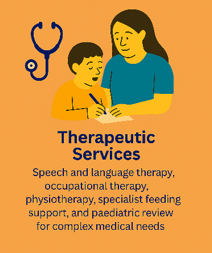 Therapeutic
Services
Speech and language therapy,
occupational therapy,
physiotherapy, specialist feeding
support, and paediatric review
for complex medical needs